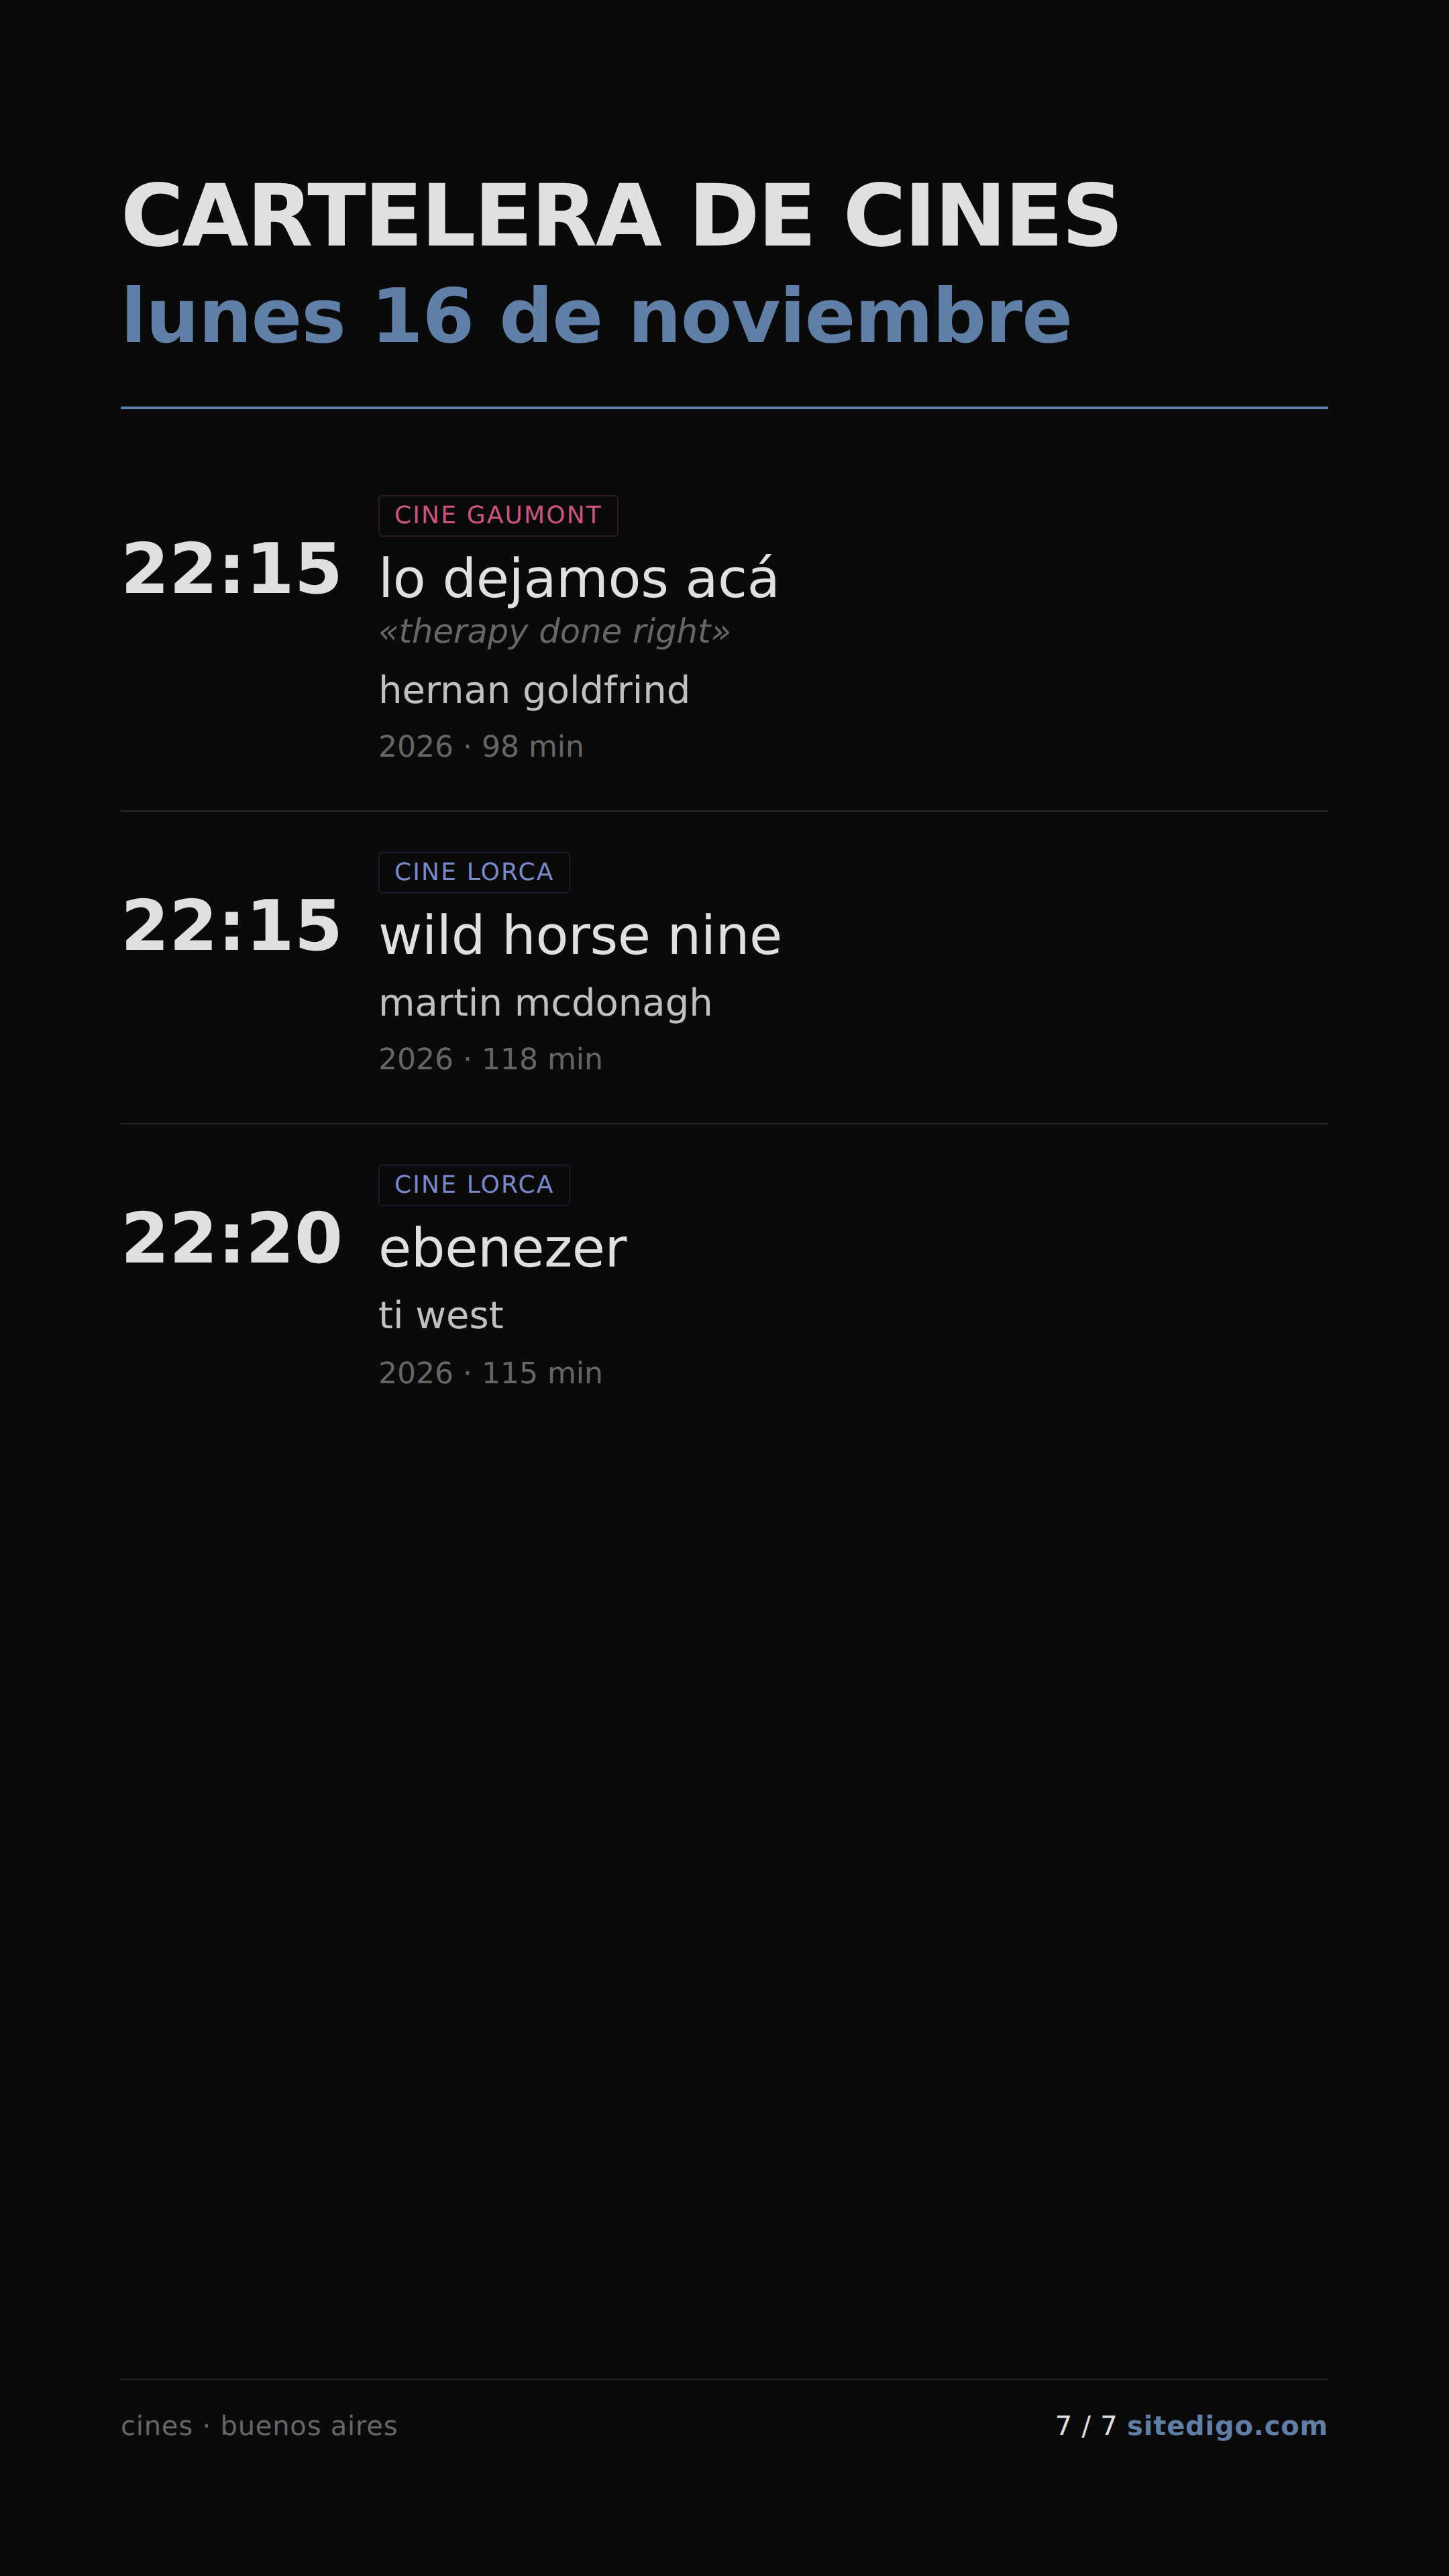 CARTELERA DE CINES
lunes 16 de noviembre
CINE GAUMONT
22:15
lo dejamos acá
«therapy done right»
hernan goldfrind
2026 · 98 min
CINE LORCA
22:15
wild horse nine
martin mcdonagh
2026 · 118 min
CINE LORCA
22:20
ebenezer
ti west
2026 · 115 min
cines · buenos aires
7 / 7 sitedigo.com